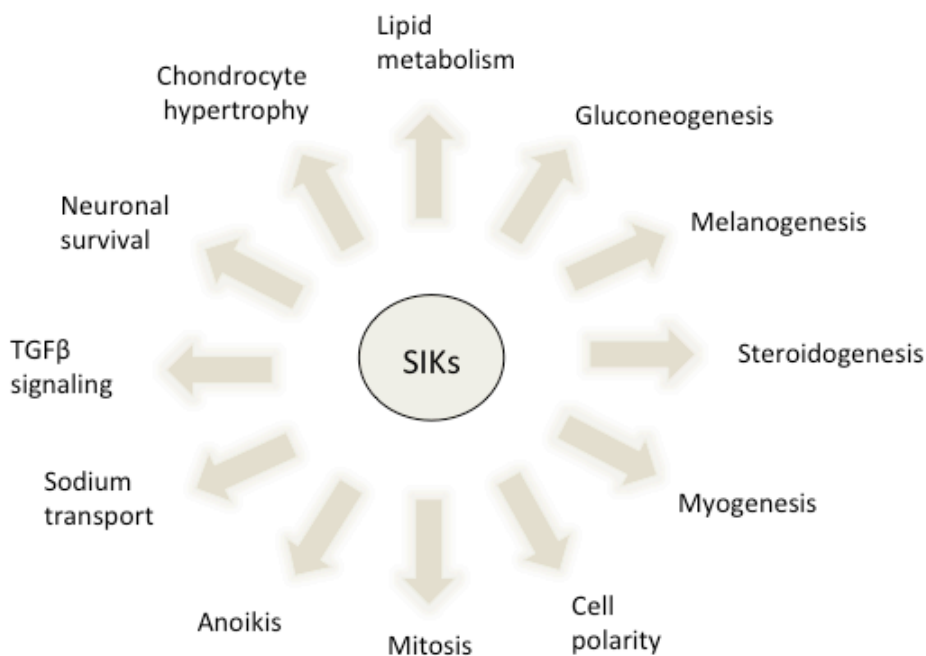 Lipid
metabolism
Chondrocyte
hypertrophy
Gluconeogenesis
Neuronal
survival
Melanogenesis
TGFβ
signaling
SIKs
Steroidogenesis
Sodium
transport
Myogenesis
Anoikis
Mitosis
Cell
polarity